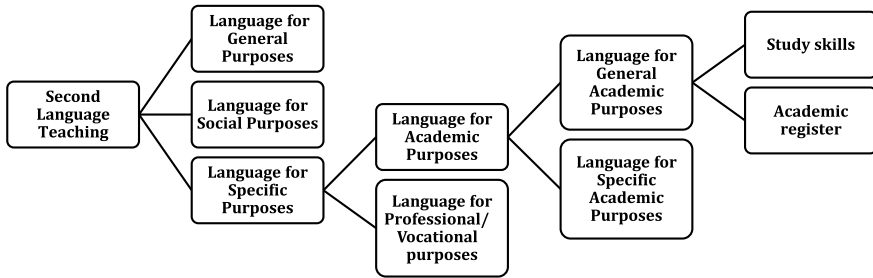 Second
Language
Teaching
Language for
General
Purposes
Language for
Social Purposes
Language for
Specific
Purposes
Language for
Academic
Purposes
Language for
Professional/
Vocational purposes
Language for
General
Academic
Purposes
Language for
Specific
Academic
Purposes
Study skills
Academic
register